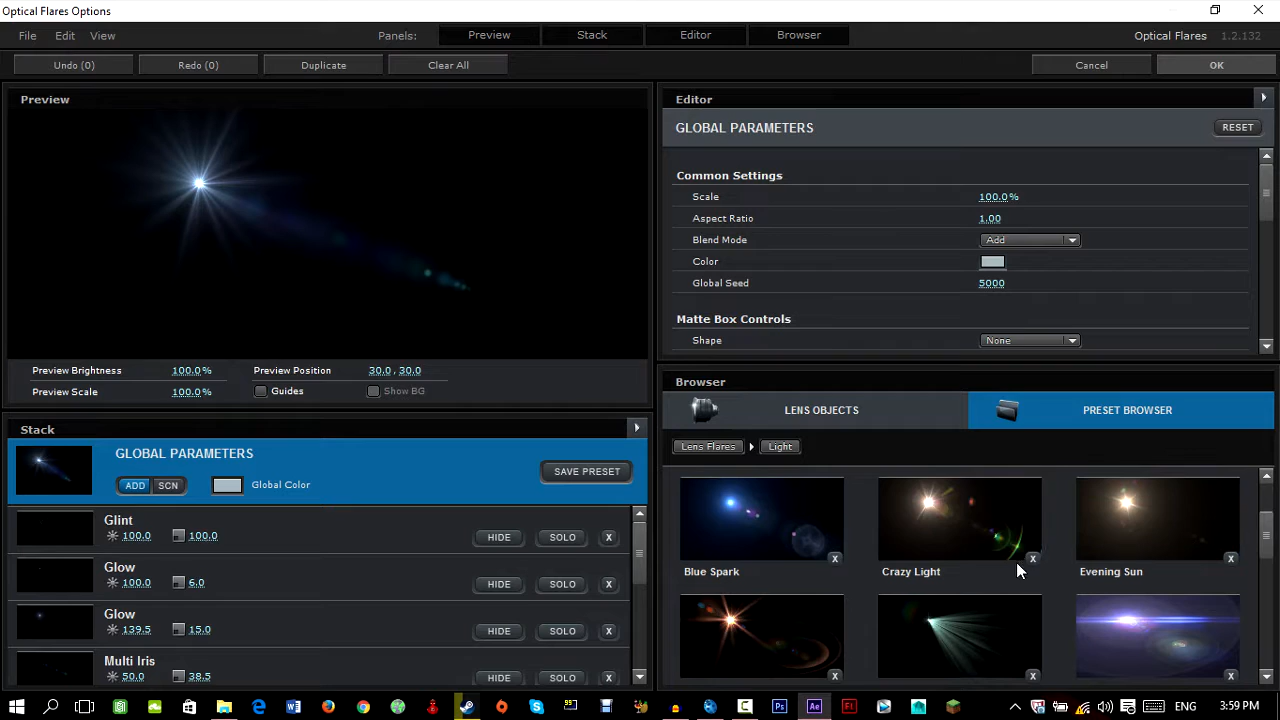 Optical Flares Options
File Edit View Panels: Preview Stack Editor Browser Optical Flares 1.2.132
Undo (0) Redo (0) Duplicate Clear All Cancel OK
Preview
Preview Brightness 100.0% Preview Position 30.0, 30.0
Preview Scale 100.0% Guides Show BG
Stack
GLOBAL PARAMETERS
ADD SCN Global Color SAVE PRESET
Glint
100.0 100.0 HIDE SOLO X
Glow
100.0 6.0 HIDE SOLO X
Glow
139.5 15.0 HIDE SOLO X
Multi Iris
50.0 38.5 HIDE SOLO X
Editor
GLOBAL PARAMETERS RESET
Common Settings
Scale 100.0%
Aspect Ratio 1.00
Blend Mode Add
Color
Global Seed 5000
Matte Box Controls
Shape None
Browser
LENS OBJECTS PRESET BROWSER
Lens Flares Light
X X X
Blue Spark Crazy Light Evening Sun
X X X
ENG 3:59 PM